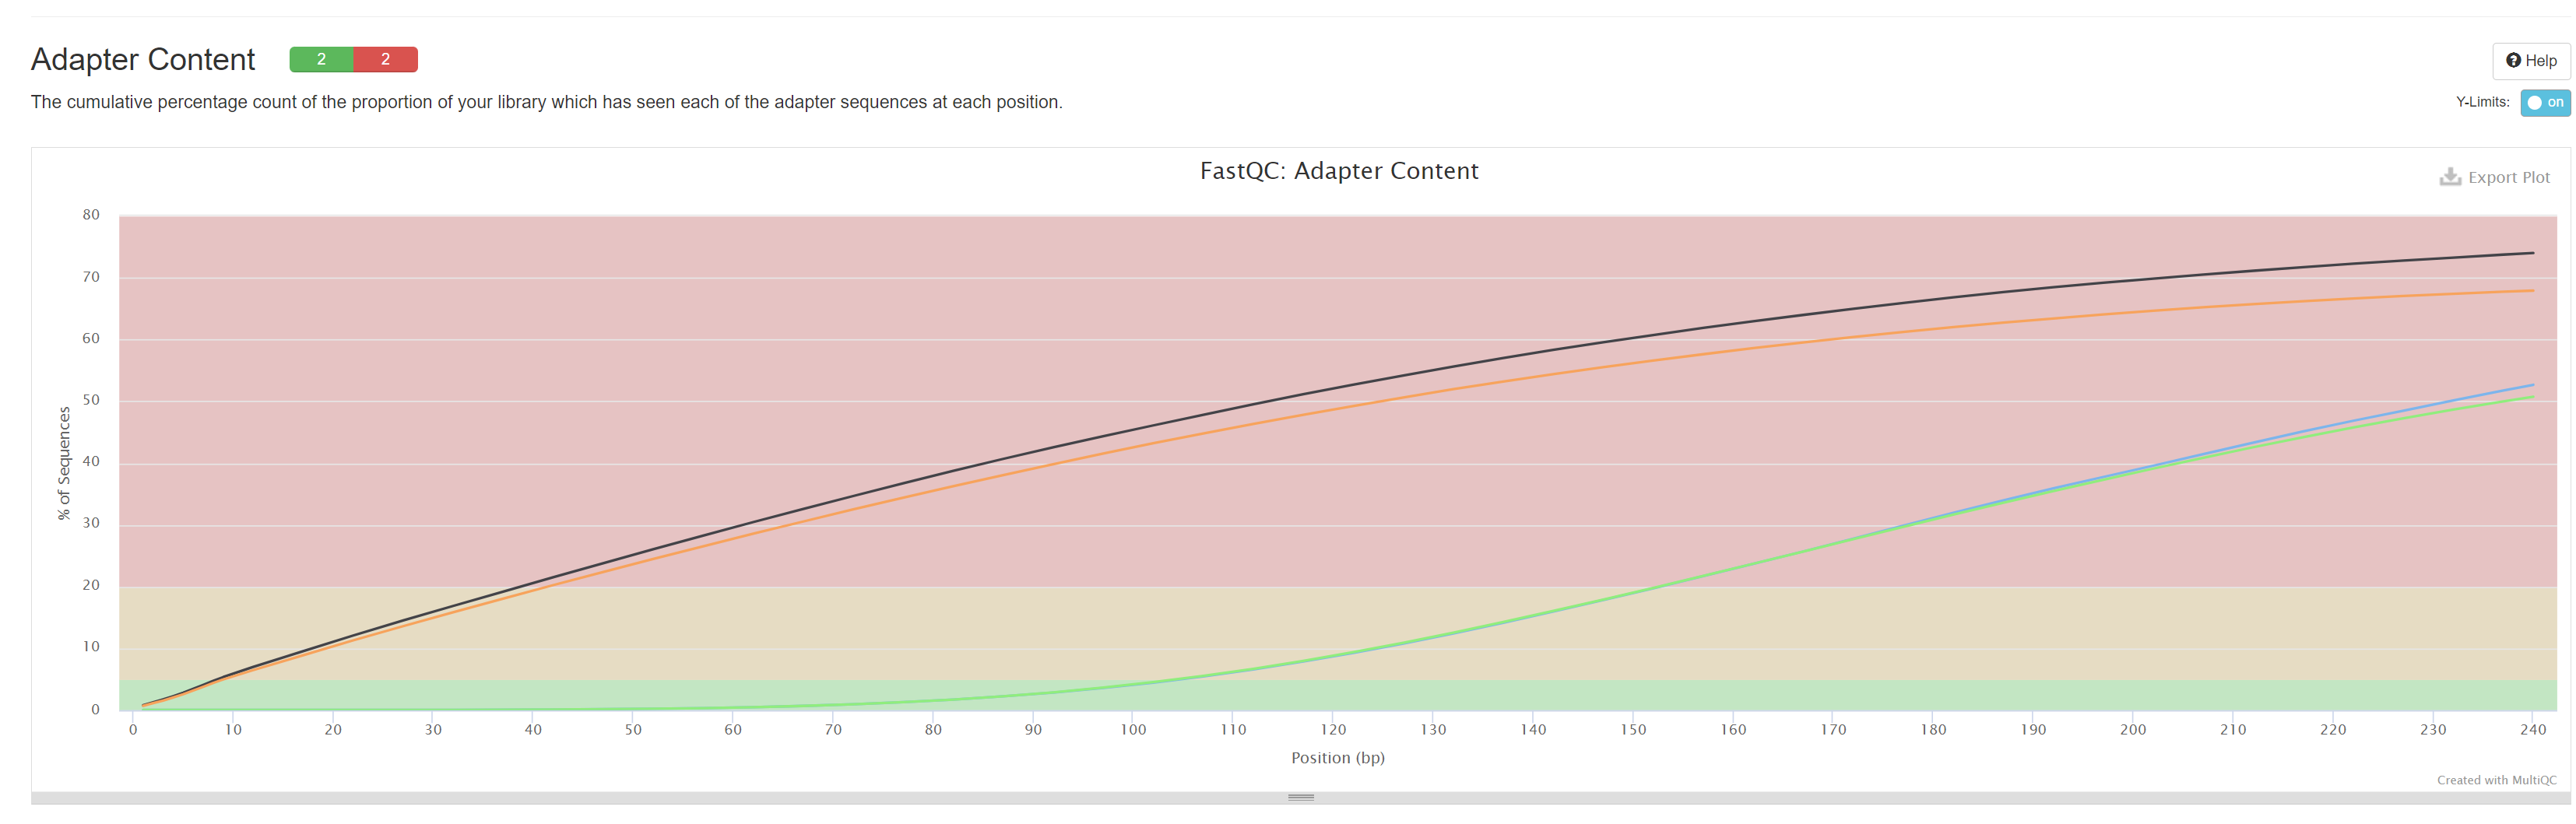 Adapter Content 2 2
Help
The cumulative percentage count of the proportion of your library which has seen each of the adapter sequences at each position.
Y-Limits: on
FastQC: Adapter Content
Export Plot
80
70
60
50
40
30
20
10
0
% of Sequences
0 10 20 30 40 50 60 70 80 90 100 110 120 130 140 150 160 170 180 190 200 210 220 230 240
Position (bp)
Created with MultiQC